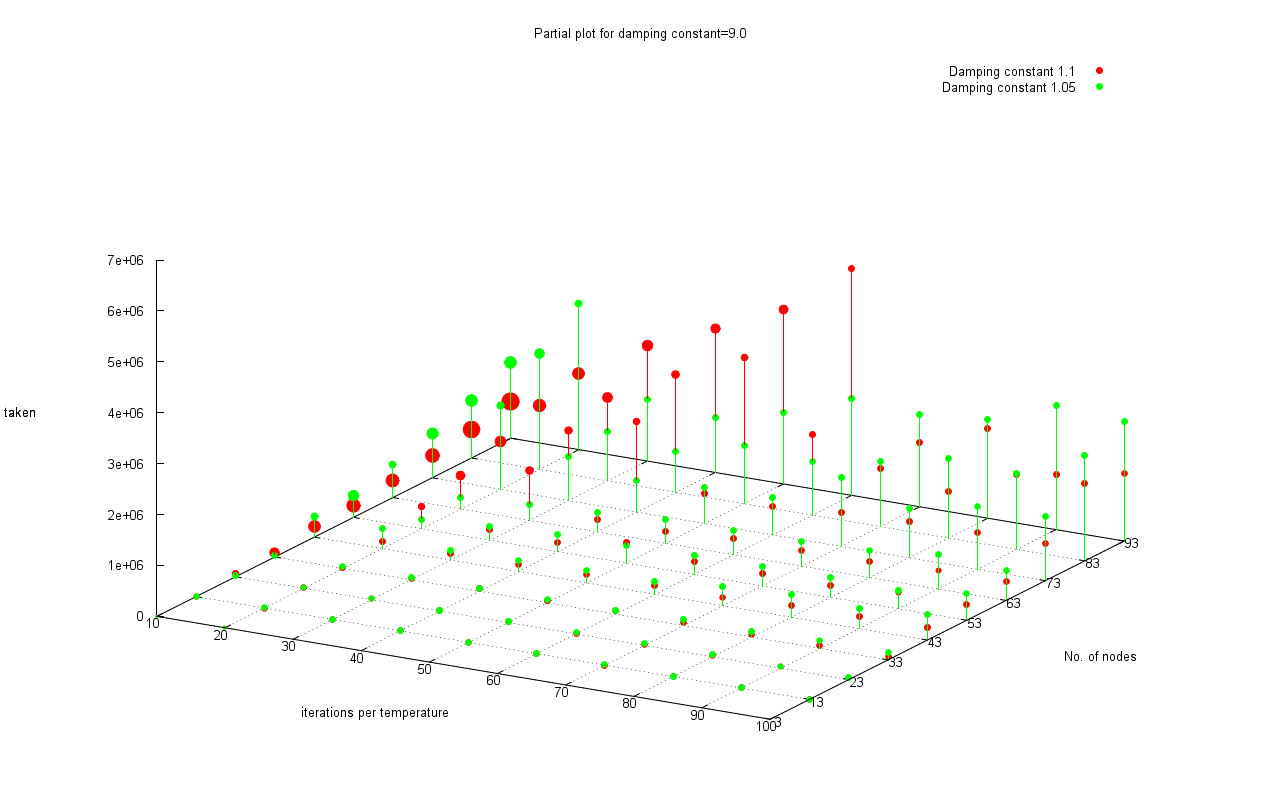 Partial plot for damping constant=9.0
Damping constant 1.1
Damping constant 1.05
7e+06
6e+06
5e+06
4e+06
taken
3e+06
2e+06
1e+06
0
10
20
30
40
50
60
70
80
90
100
3
13
23
33
43
53
63
73
83
93
No. of nodes
iterations per temperature